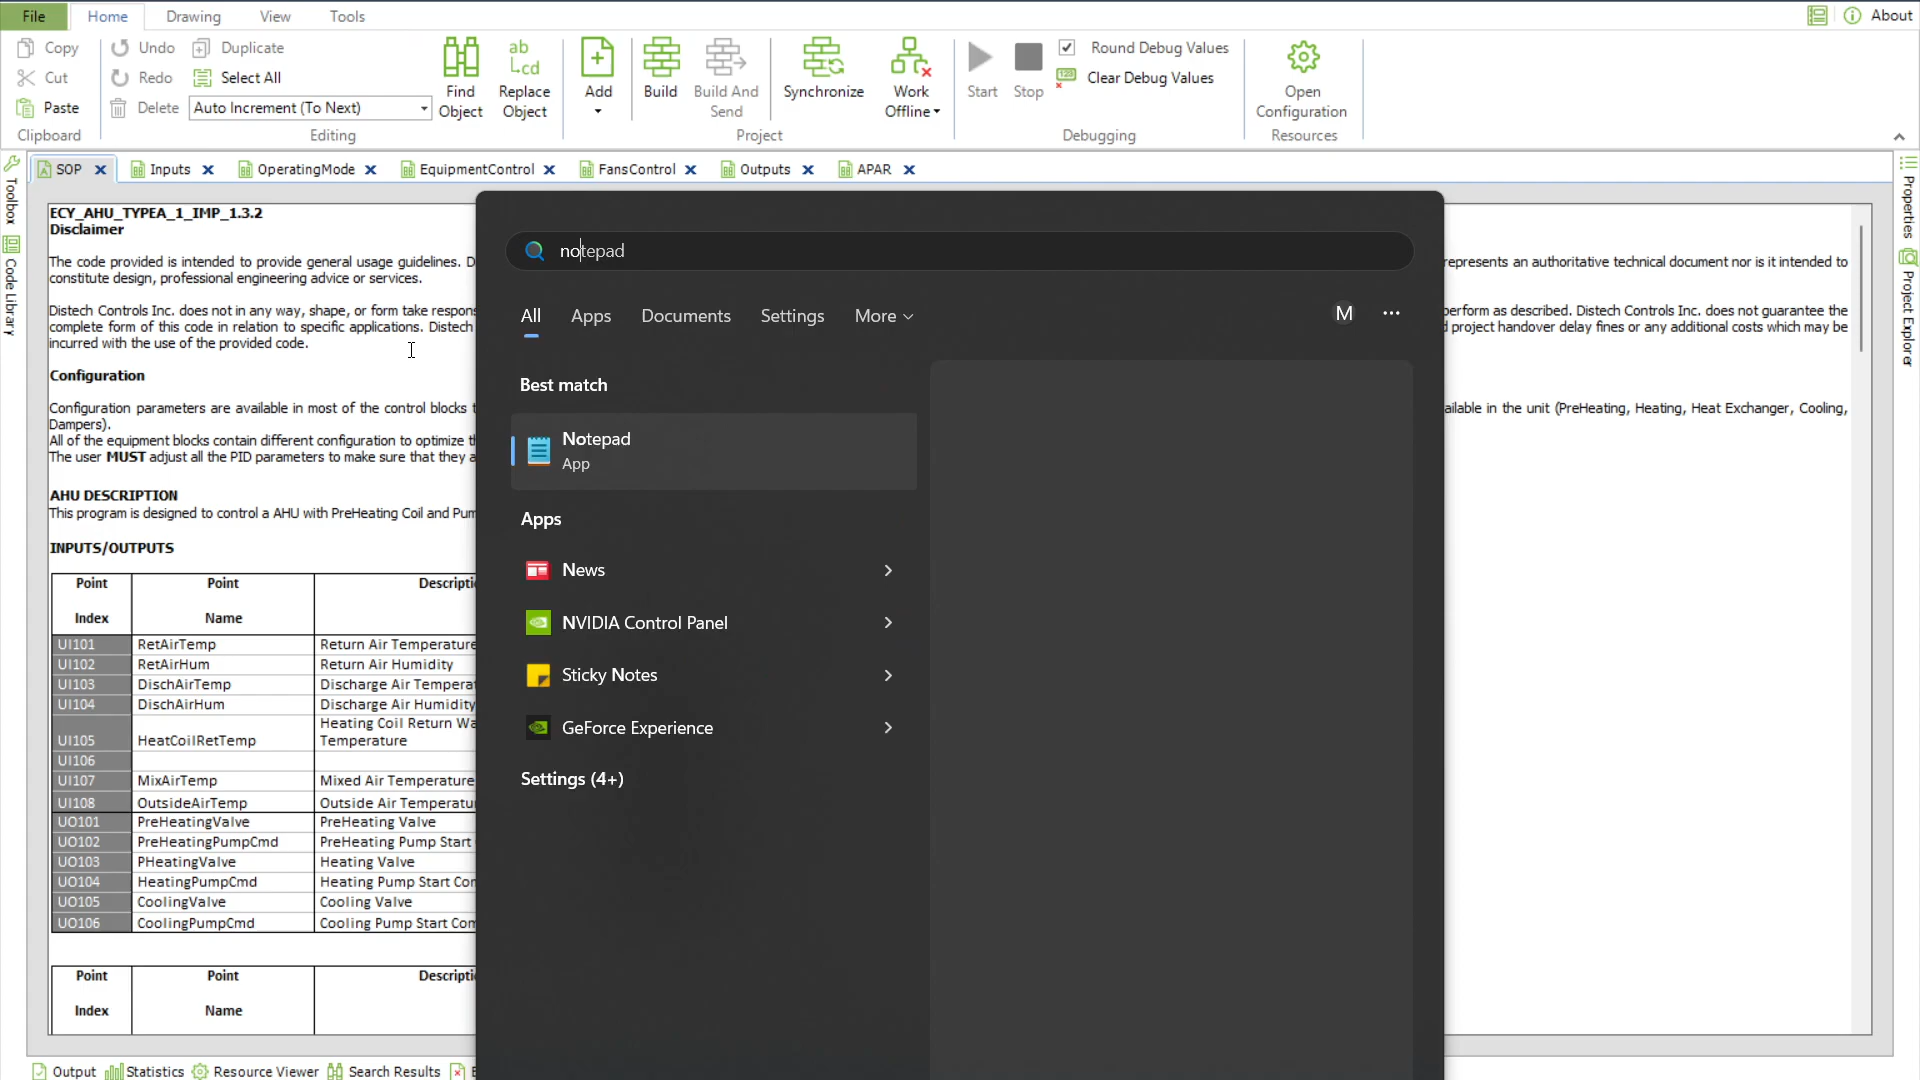 File Home Drawing View Tools About
Copy Undo Duplicate Round Debug Values
Cut Redo Select All Clear Debug Values
Paste Delete Auto Increment (To Next)
Find Object
Replace Object
Add
Build
Build And Send
Synchronize
Work Offline
Start
Stop
Open Configuration
Clipboard Editing Project Debugging Resources
SOP Inputs OperatingMode EquipmentControl FansControl Outputs APAR
Toolbox
Code Library
Properties
Project Explorer
ECY_AHU_TYPEA_1_IMP_1.3.2
Disclaimer
The code provided is intended to provide general usage guidelines. D
epresents an authoritative technical document nor is it intended to
constitute design, professional engineering advice or services.
Distech Controls Inc. does not in any way, shape, or form take respons
perform as described. Distech Controls Inc. does not guarantee the
complete form of this code in relation to specific applications. Distech
project handover delay fines or any additional costs which may be
incurred with the use of the provided code.
Configuration
Configuration parameters are available in most of the control blocks t
ailable in the unit (PreHeating, Heating, Heat Exchanger, Cooling,
Dampers).
All of the equipment blocks contain different configuration to optimize t
The user MUST adjust all the PID parameters to make sure that they a
AHU DESCRIPTION
This program is designed to control a AHU with PreHeating Coil and Pum
INPUTS/OUTPUTS
Point Point Descripti
Index Name
UI101 RetAirTemp Return Air Temperature
UI102 RetAirHum Return Air Humidity
UI103 DischAirTemp Discharge Air Temperat
UI104 DischAirHum Discharge Air Humidity
UI105 HeatCoilRetTemp Heating Coil Return Wa
Temperature
UI106
UI107 MixAirTemp Mixed Air Temperature
UI108 OutsideAirTemp Outside Air Temperatu
UO101 PreHeatingValve PreHeating Valve
UO102 PreHeatingPumpCmd PreHeating Pump Start
UO103 PHeatingValve Heating Valve
UO104 HeatingPumpCmd Heating Pump Start Con
UO105 CoolingValve Cooling Valve
UO106 CoolingPumpCmd Cooling Pump Start Com
Point Point Descripti
Index Name
notepad
All Apps Documents Settings More M
Best match
Notepad
App
Apps
News
NVIDIA Control Panel
Sticky Notes
GeForce Experience
Settings (4+)
Output Statistics Resource Viewer Search Results